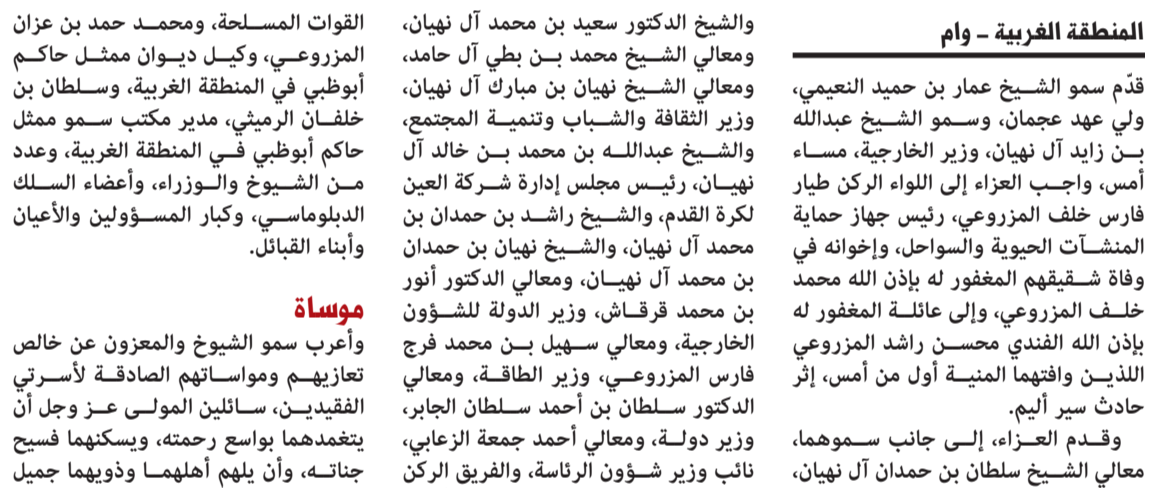 المنطقة الغربية – وام
قدّم سمو الشيخ عمار بن حميد النعيمي،
ولي عهد عجمان، وسمو الشيخ عبدالله
بن زايد آل نهيان، وزير الخارجية، مساء
أمس، واجب العزاء إلى اللواء الركن طيار
فارس خلف المزروعي، رئيس جهاز حماية
المنشآت الحيوية والسواحل، وإخوانه في
وفاة شقيقهم المغفور له بإذن الله محمد
خلف المزروعي، وإلى عائلة المغفور له
بإذن الله الفندي محسن راشد المزروعي
اللذين وافتهما المنية أول من أمس، إثر
حادث سير أليم.
وقدم العزاء، إلى جانب سموهما،
معالي الشيخ سلطان بن حمدان آل نهيان،
والشيخ الدكتور سعيد بن محمد آل نهيان،
ومعالي الشيخ محمد بن بطي آل حامد،
ومعالي الشيخ نهيان بن مبارك آل نهيان،
وزير الثقافة والشباب وتنمية المجتمع،
والشيخ عبدالله بن محمد بن خالد آل
نهيان، رئيس مجلس إدارة شركة العين
لكرة القدم، والشيخ راشد بن حمدان بن
محمد آل نهيان، والشيخ نهيان بن حمدان
بن محمد آل نهيان، ومعالي الدكتور أنور
بن محمد قرقاش، وزير الدولة للشؤون
الخارجية، ومعالي سهيل بن محمد فرج
فارس المزروعي، وزير الطاقة، ومعالي
الدكتور سلطان بن أحمد سلطان الجابر،
وزير دولة، ومعالي أحمد جمعة الزعابي،
نائب وزير شؤون الرئاسة، والفريق الركن
القوات المسلحة، ومحمد حمد بن عزان
المزروعي، وكيل ديوان ممثل حاكم
أبوظبي في المنطقة الغربية، وسلطان بن
خلفان الرميثي، مدير مكتب سمو ممثل
حاكم أبوظبي في المنطقة الغربية، وعدد
من الشيوخ والوزراء، وأعضاء السلك
الدبلوماسي، وكبار المسؤولين والأعيان
وأبناء القبائل.
موساة
وأعرب سمو الشيوخ والمعزون عن خالص
تعازيهم ومواساتهم الصادقة لأسرتي
الفقيدين، سائلين المولى عز وجل أن
يتغمدهما بواسع رحمته، ويسكنهما فسيح
جناته، وأن يلهم أهلهما وذويهما جميل